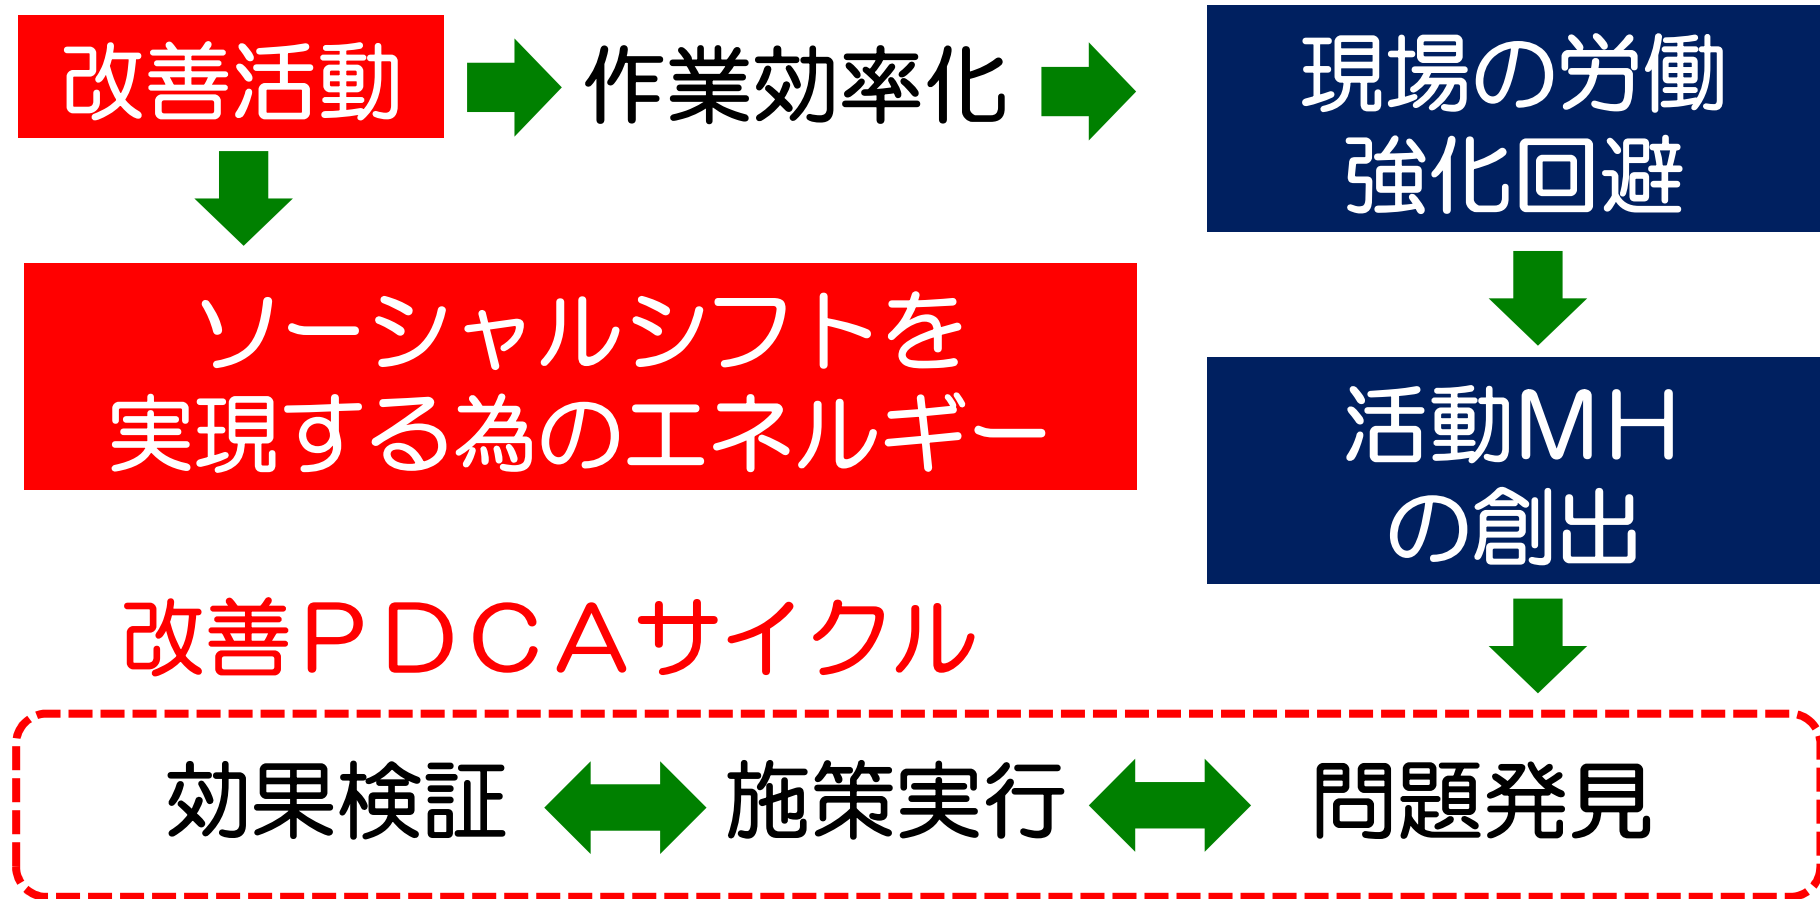 改善活動
作業効率化
現場の労働
強化回避
ソーシャルシフトを
実現する為のエネルギー
活動ＭＨ
の創出
改善ＰＤＣＡサイクル
効果検証
施策実行
問題発見